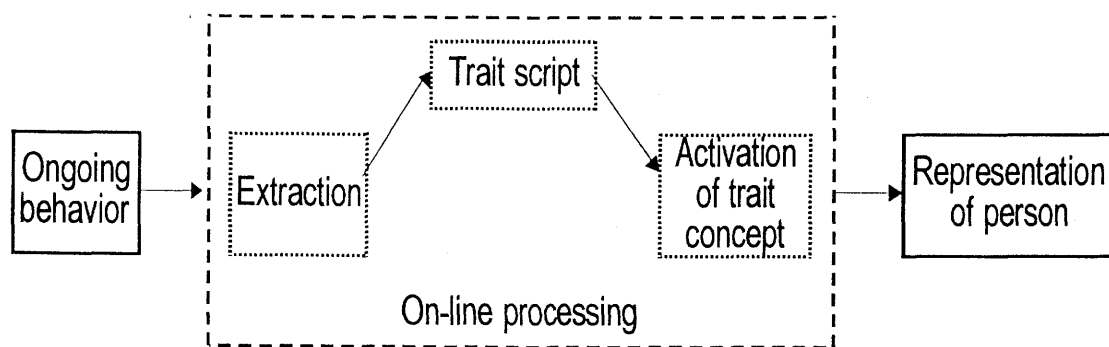 Ongoing
behavior
Extraction
Trait script
Activation
of trait
concept
Representation
of person
On-line processing